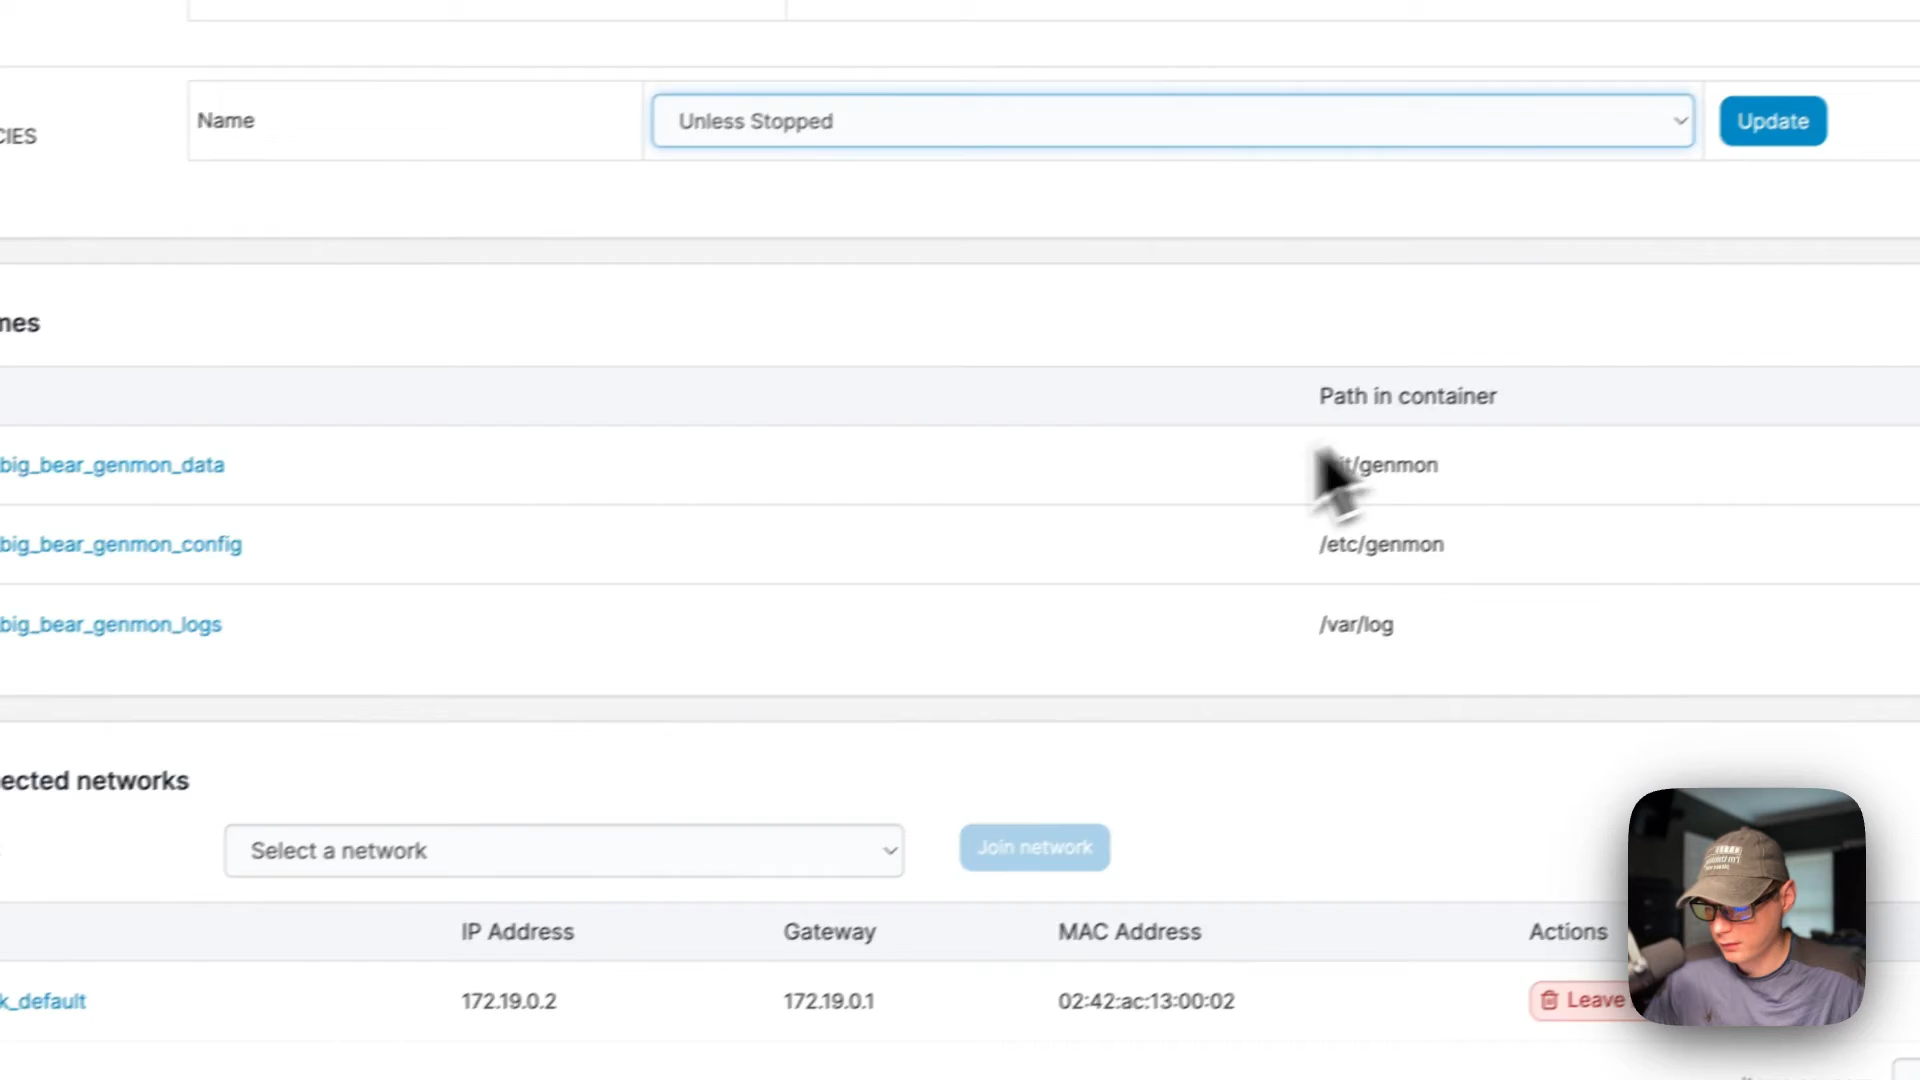 CIES
Name
Unless Stopped
Update
mes
Path in container
big_bear_genmon_data
/genmon
big_bear_genmon_config
/etc/genmon
big_bear_genmon_logs
/var/log
ected networks
Select a network
Join network
IP Address
Gateway
MAC Address
Actions
k_default
172.19.0.2
172.19.0.1
02:42:ac:13:00:02
Leave